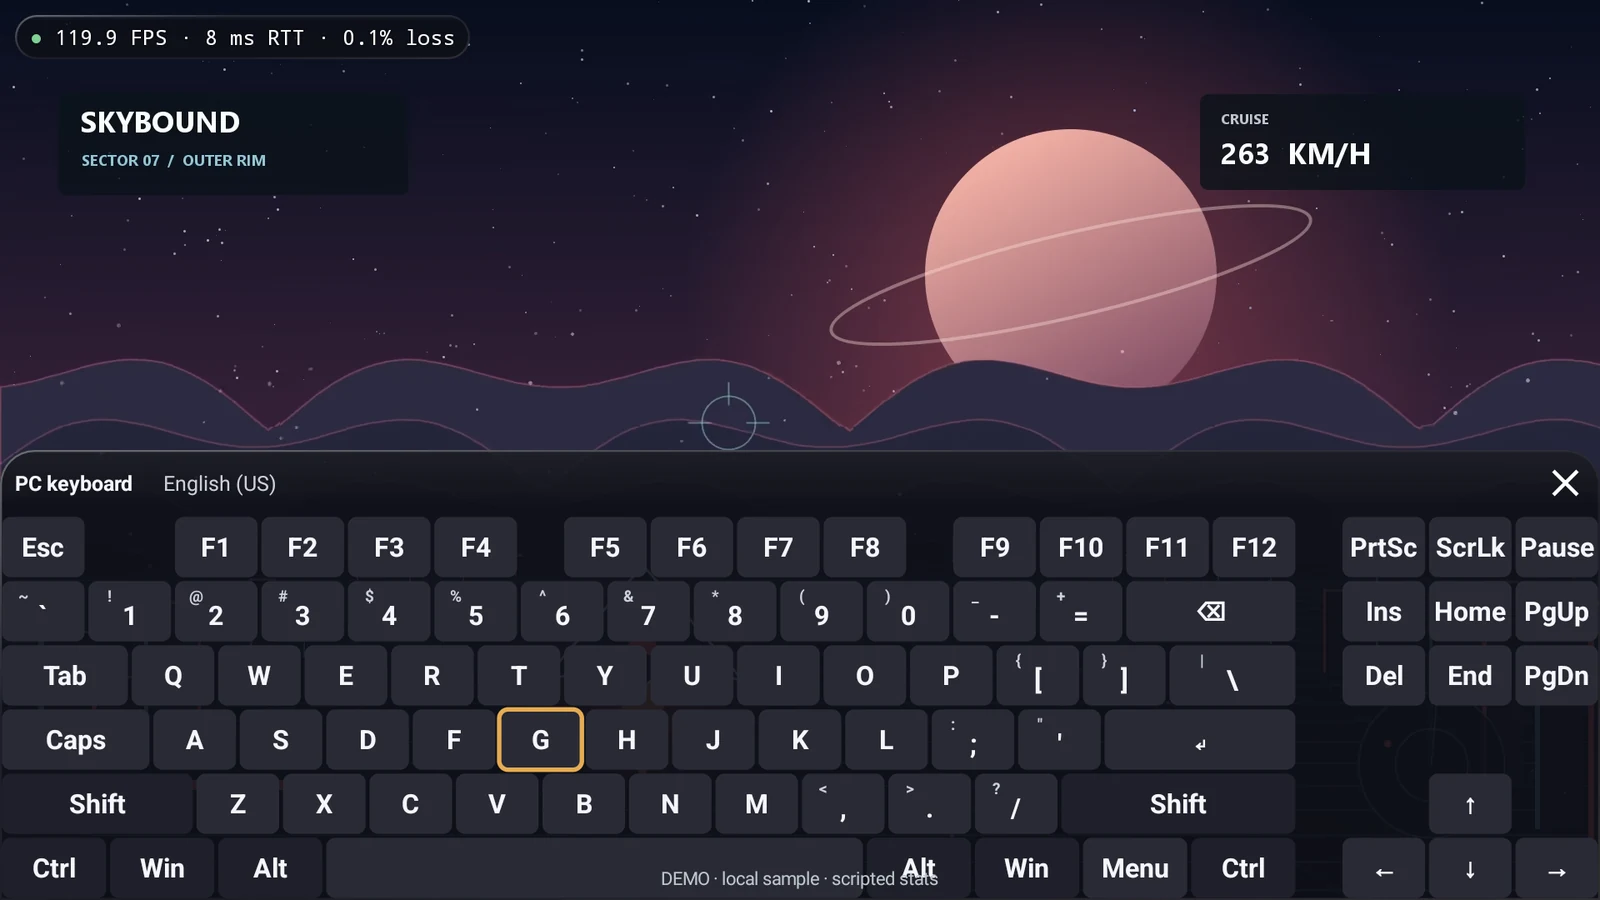 119.9 FPS · 8 ms RTT · 0.1% loss
SKYBOUND
SECTOR 07 / OUTER RIM
CRUISE
263 KM/H
PC keyboard English (US)
Esc F1 F2 F3 F4 F5 F6 F7 F8 F9 F10 F11 F12 PrtSc ScrLk Pause
~ ` ! 1 @ 2 # 3 $ 4 % 5 ^ 6 & 7 * 8 ( 9 ) 0 _ - + = ⌫ Ins Home PgUp
Tab Q W E R T Y U I O P { [ } ] | \ Del End PgDn
Caps A S D F G H J K L : ; " ' ↲
Shift Z X C V B N M < , > . ? / Shift ↑
Ctrl Win Alt Alt Win Menu Ctrl ← ↓ →
DEMO · local sample · scripted stats